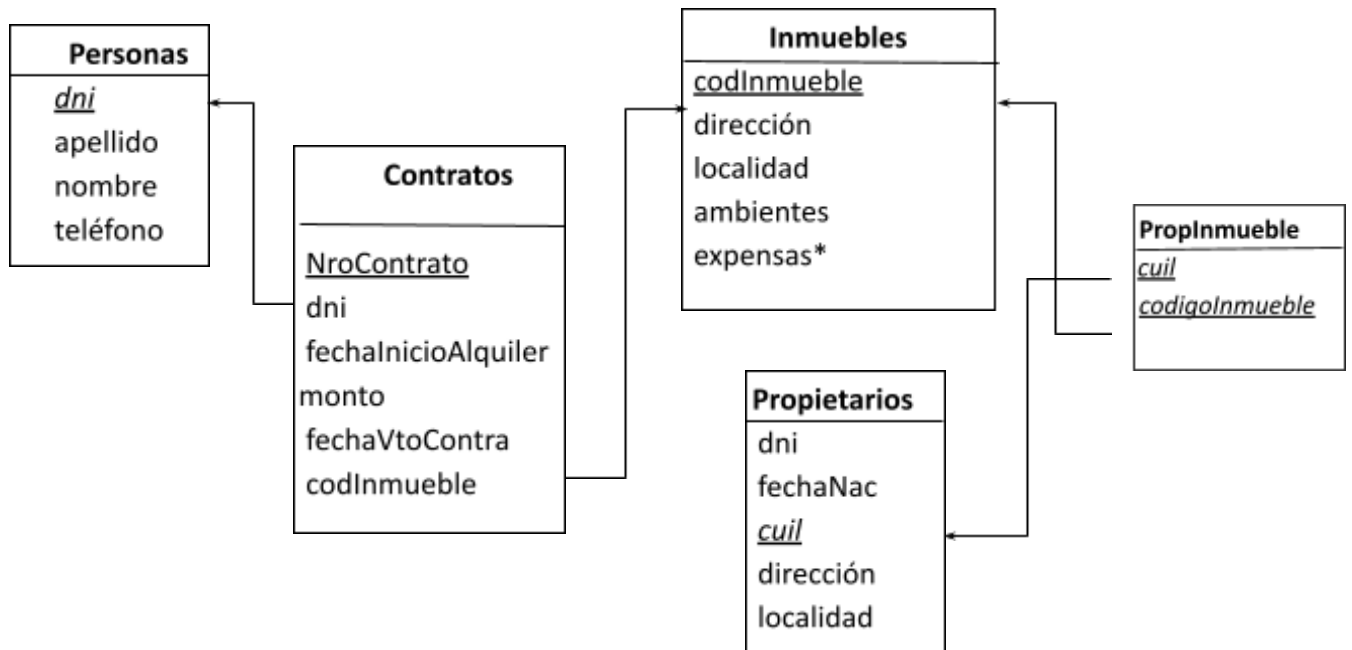 Personas
dni
apellido
nombre
teléfono
Contratos
NroContrato
dni
fechaInicioAlquiler
monto
fechaVtoContra
codInmueble
Inmuebles
codInmueble
dirección
localidad
ambientes
expensas*
Propietarios
dni
fechaNac
cuil
dirección
localidad
PropInmueble
cuil
codigoInmueble